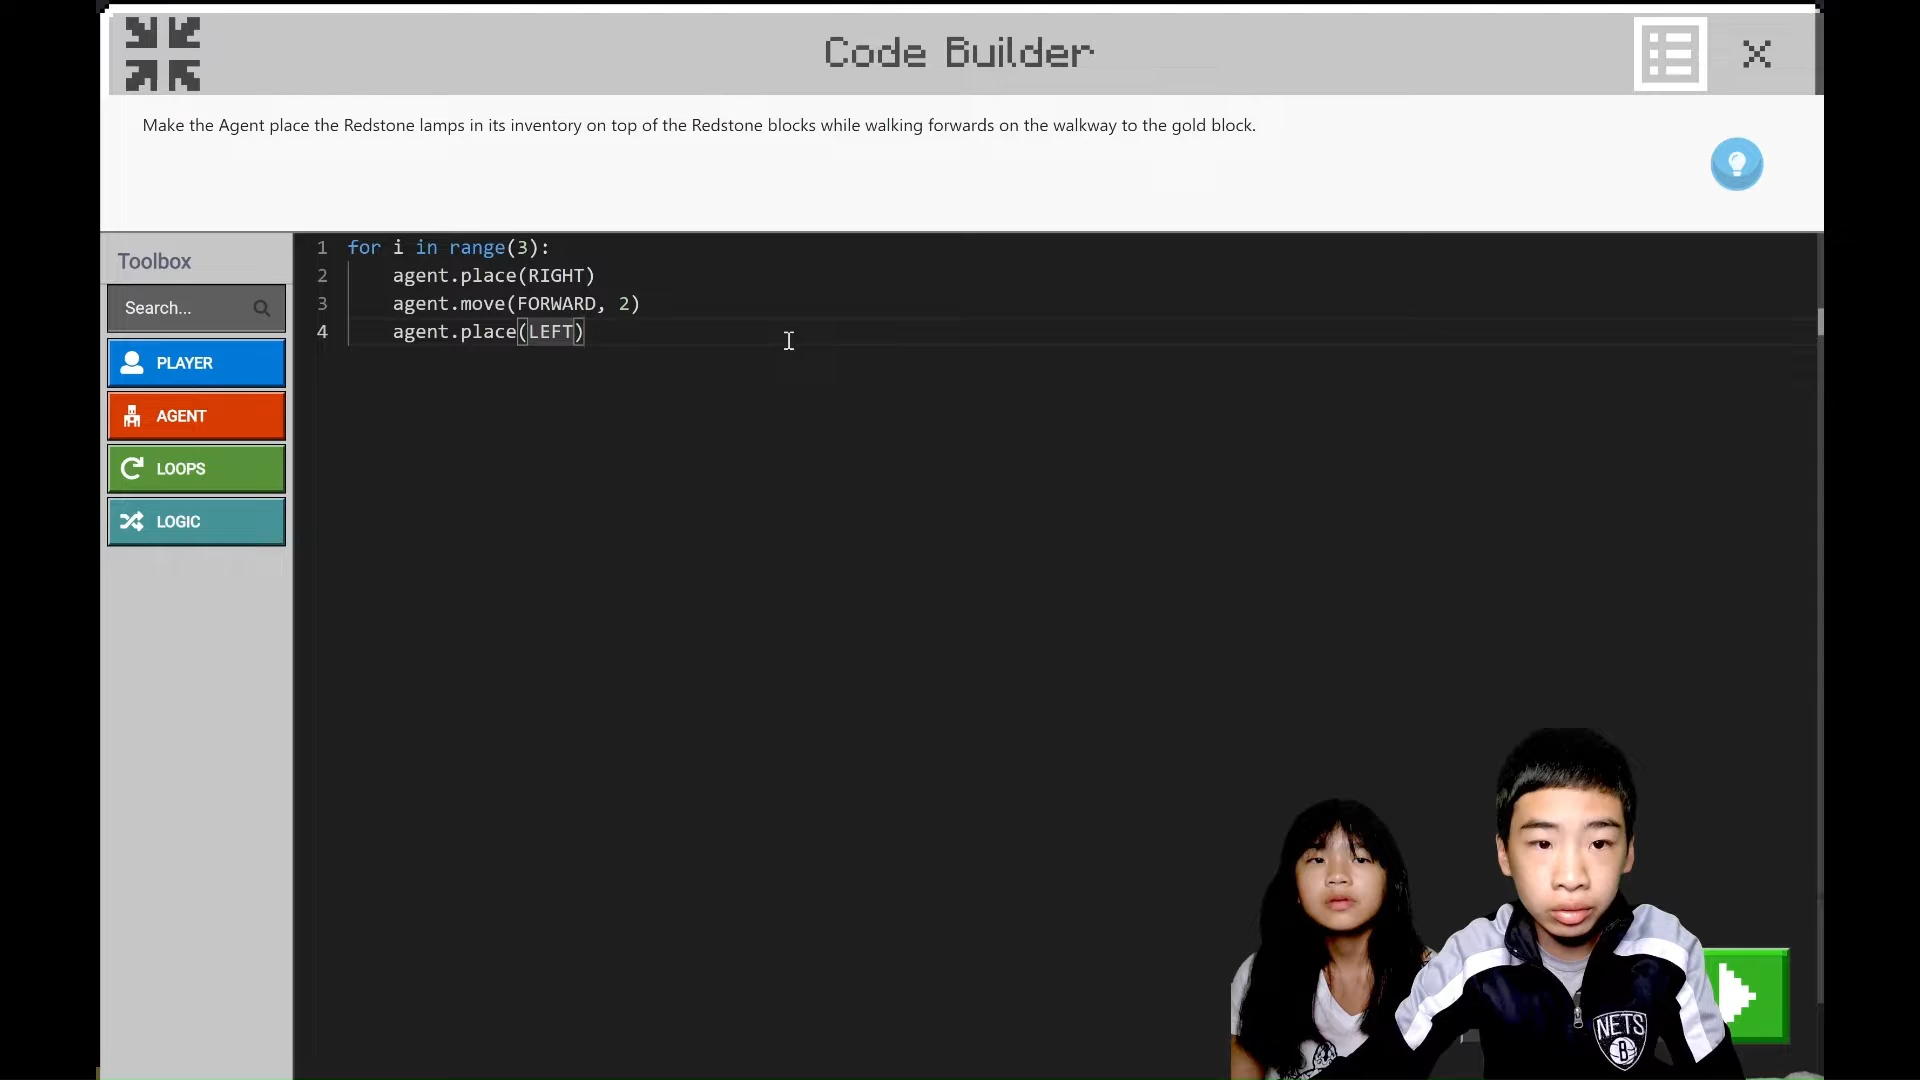 Code Builder
Make the Agent place the Redstone lamps in its inventory on top of the Redstone blocks while walking forwards on the walkway to the gold block.
Toolbox
Search...
PLAYER
AGENT
LOOPS
LOGIC
1 for i in range(3):
2 agent.place(RIGHT)
3 agent.move(FORWARD, 2)
4 agent.place(LEFT)
NETS
B